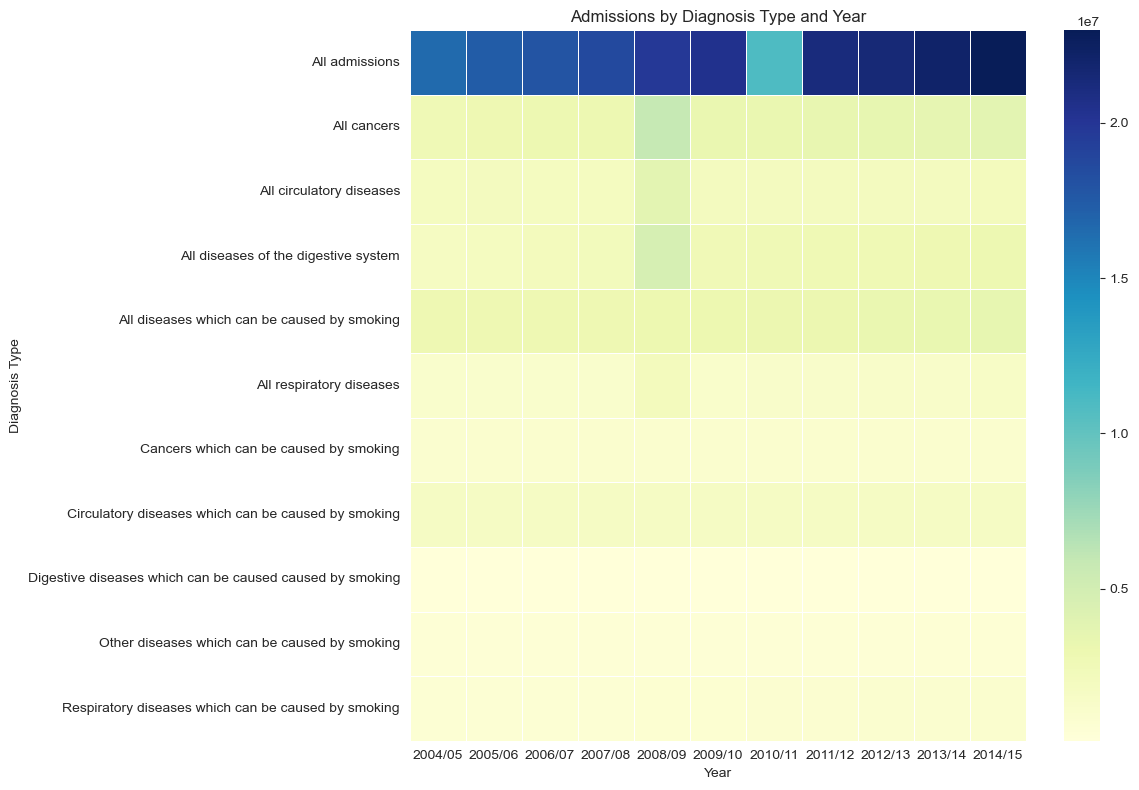 Admissions by Diagnosis Type and Year
1e7
All admissions
All cancers
All circulatory diseases
All diseases of the digestive system
All diseases which can be caused by smoking
All respiratory diseases
Cancers which can be caused by smoking
Circulatory diseases which can be caused by smoking
Digestive diseases which can be caused caused by smoking
Other diseases which can be caused by smoking
Respiratory diseases which can be caused by smoking
Diagnosis Type
2004/05 2005/06 2006/07 2007/08 2008/09 2009/10 2010/11 2011/12 2012/13 2013/14 2014/15
Year
2.0
1.5
1.0
0.5